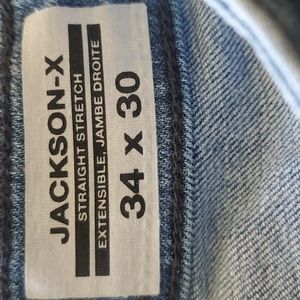 JACKSON-X
STRAIGHT STRETCH
EXTENSIBLE, JAMBE DROITE
34 x 30